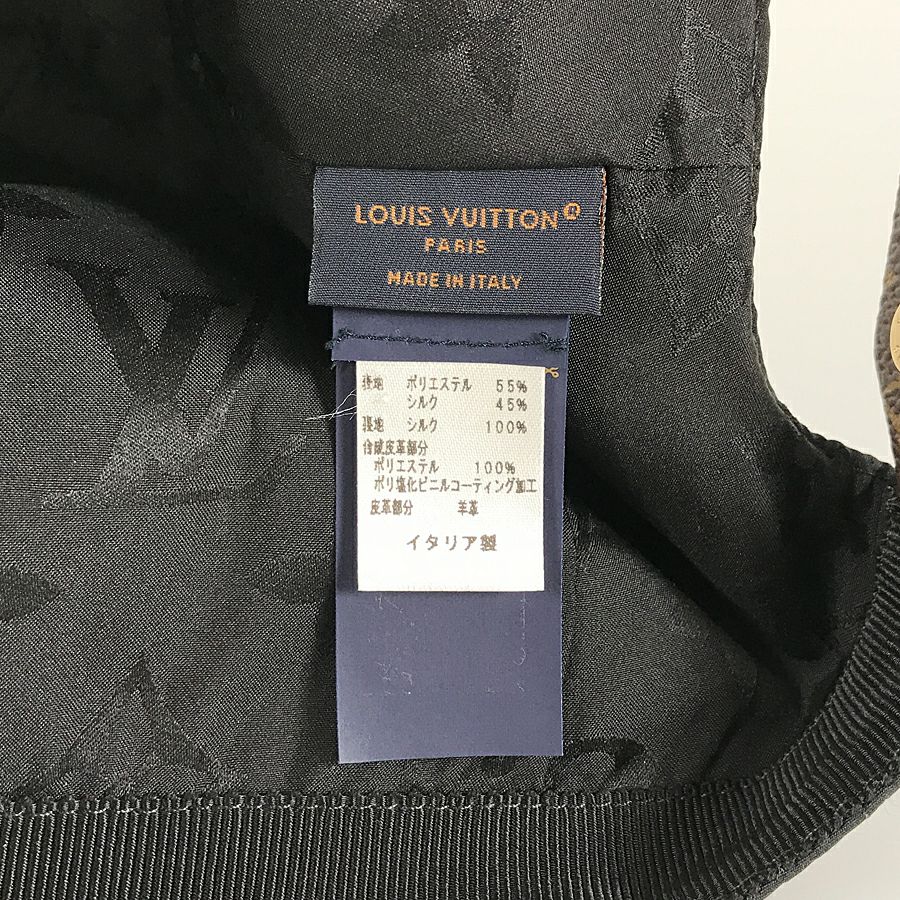 LOUIS VUITTON®
PARIS
MADE IN ITALY
表地 ポリエステル 55%
シルク 45%
裏地 シルク 100%
合成皮革部分
ポリエステル 100%
ポリ塩化ビニルコーティング加工
皮革部分 羊革
イタリア製